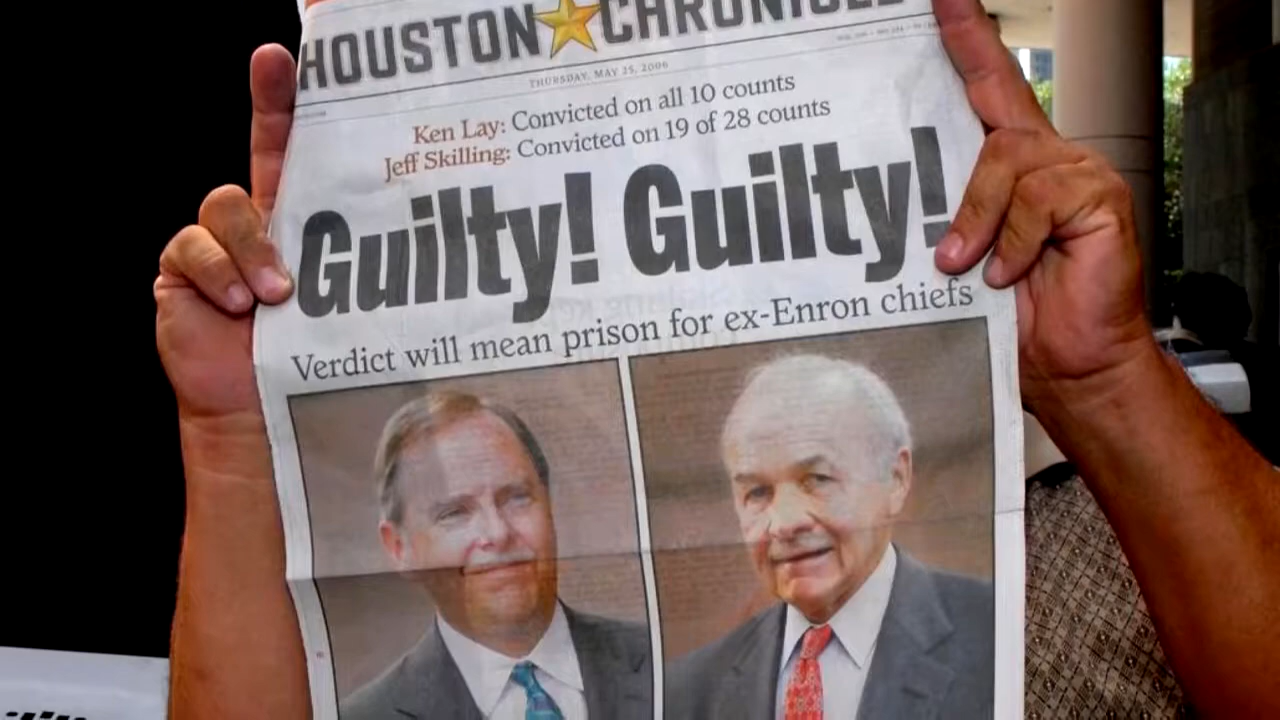 HOUSTON CHRONICLE
THURSDAY, MAY 25, 2006
Ken Lay: Convicted on all 10 counts
Jeff Skilling: Convicted on 19 of 28 counts
Guilty! Guilty!
Verdict will mean prison for ex-Enron chiefs